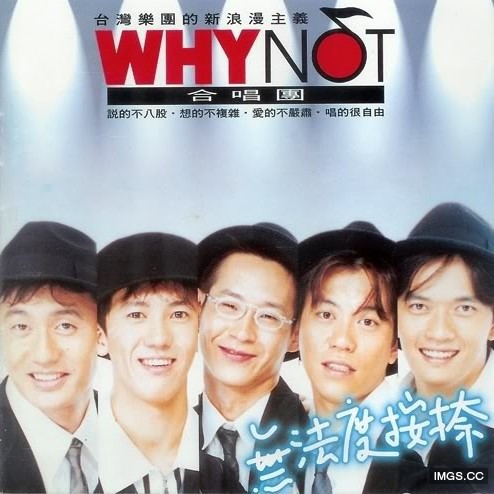 台灣樂團的新浪漫主義
WHY NOT
合唱團
説的不八股·想的不複雜·愛的不嚴肅·唱的很自由
無法度按捺
IMGS.CC